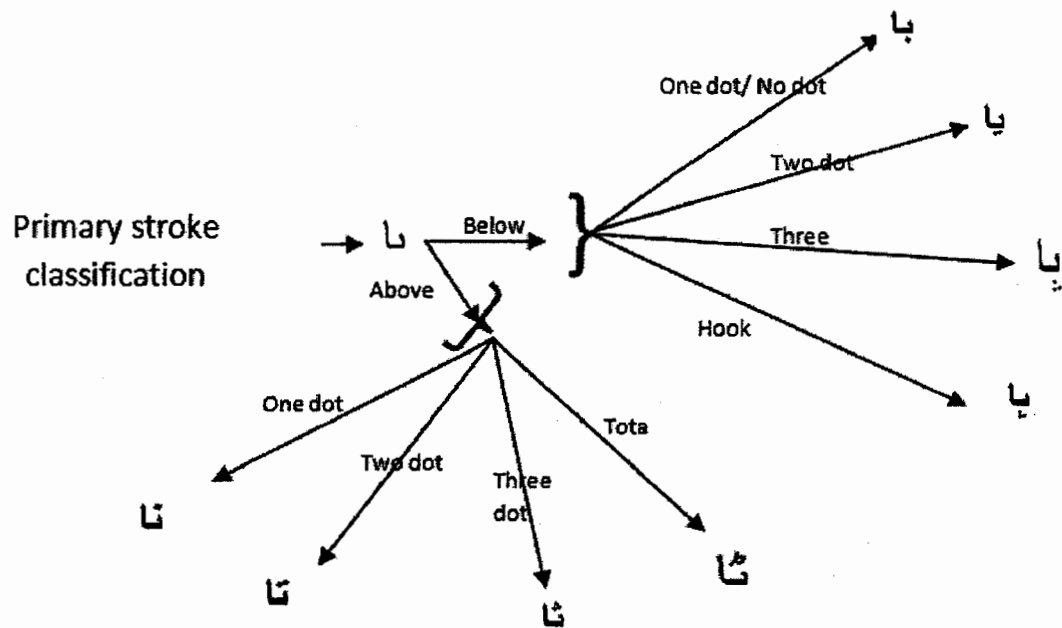 با
One dot/ No dot
یا
Two dot
Primary stroke
classification
ںا
Below
Three
پا
Above
Hook
One dot
Tota
Two dot
Three
dot
نا
ٹا
تا
ثا